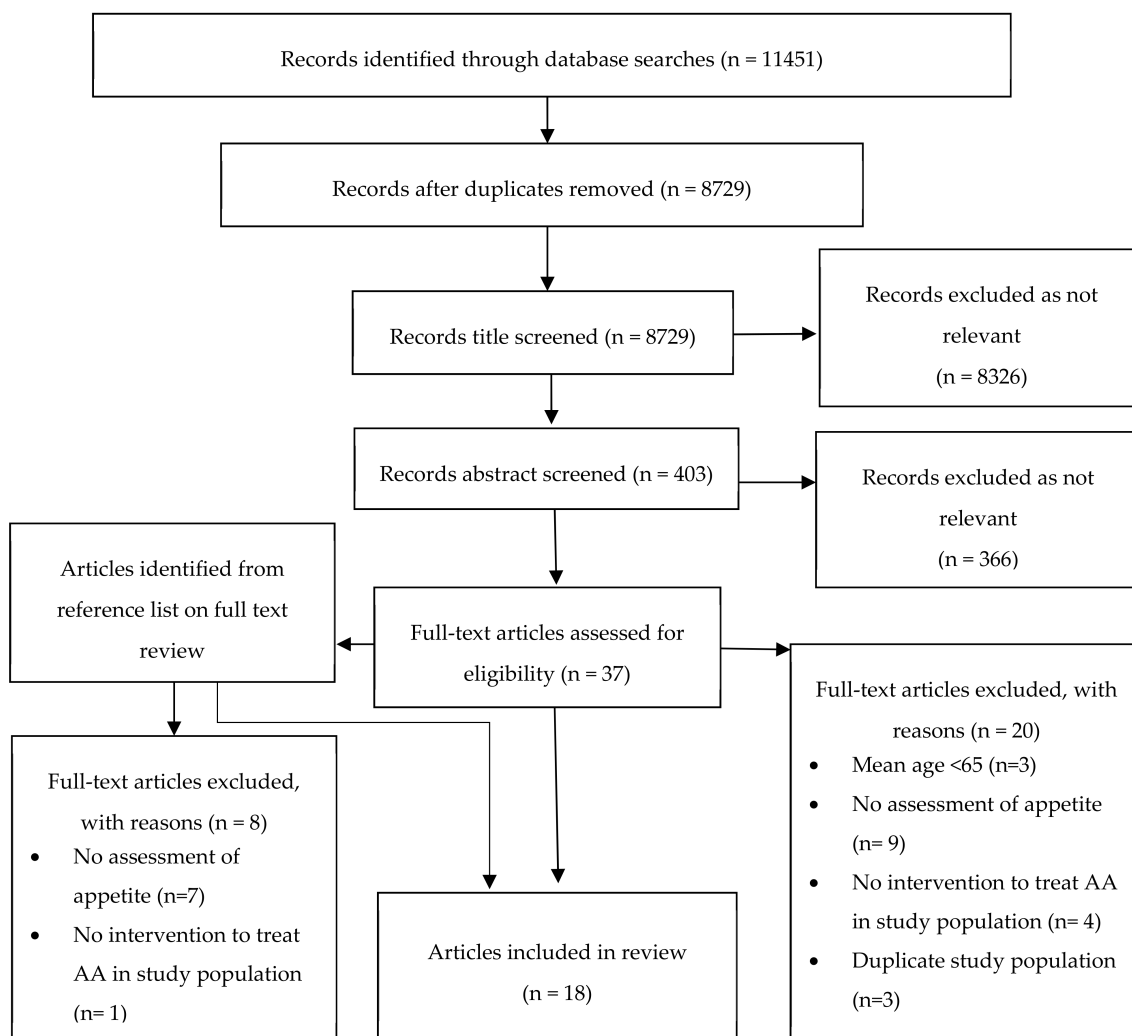 Records identified through database searches (n = 11451)
Records after duplicates removed (n = 8729)
Records title screened (n = 8729)
Records excluded as not
relevant
(n = 8326)
Records abstract screened (n = 403)
Records excluded as not
relevant
(n = 366)
Articles identified from
reference list on full text
review
Full-text articles assessed for
eligibility (n = 37)
Full-text articles excluded, with
reasons (n = 20)
• Mean age <65 (n=3)
• No assessment of appetite
(n= 9)
• No intervention to treat AA
in study population (n= 4)
• Duplicate study population
(n=3)
Full-text articles excluded,
with reasons (n = 8)
• No assessment of
appetite (n=7)
• No intervention to treat
AA in study population
(n= 1)
Articles included in review
(n = 18)